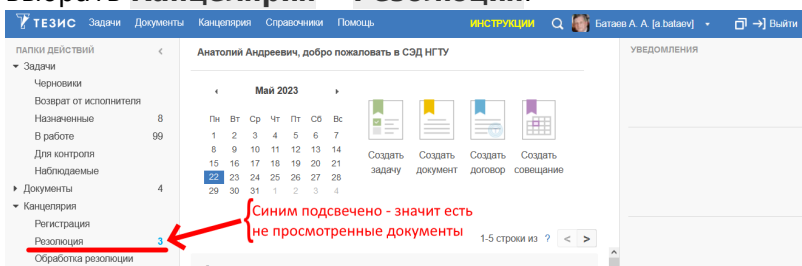 выбрать Канцелярия – Резолюция.
ТЕЗИС Задачи Документы Канцелярия Справочники Помощь ИНСТРУКЦИИ Батаев А. А. [a.bataev] Выйти
ПАПКИ ДЕЙСТВИЙ
Задачи
Черновики
Возврат от исполнителя
Назначенные 8
В работе 99
Для контроля
Наблюдаемые
Документы 4
Канцелярия
Регистрация
Резолюция 3
Обработка резолюции
Анатолий Андреевич, добро пожаловать в СЭД НГТУ
Май 2023
Пн Вт Ср Чт Пт Сб Вс
1 2 3 4 5 6 7
8 9 10 11 12 13 14
15 16 17 18 19 20 21
22 23 24 25 26 27 28
29 30 31 1 2 3 4
Создать задачу
Создать документ
Создать договор
Создать совещание
Синим подсвечено - значит есть
не просмотренные документы
1-5 строки из ? < >
УВЕДОМЛЕНИЯ